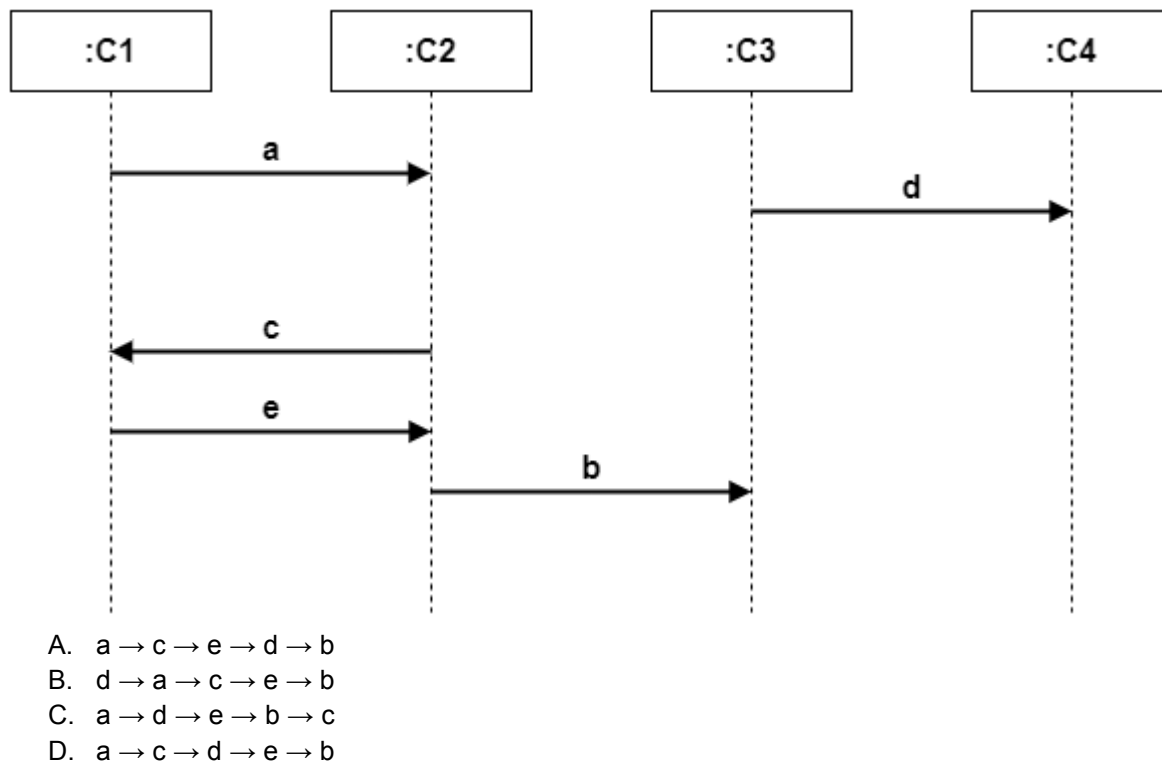 :C1 :C2 :C3 :C4
a
d
c
e
b
A. a → c → e → d → b
B. d → a → c → e → b
C. a → d → e → b → c
D. a → c → d → e → b